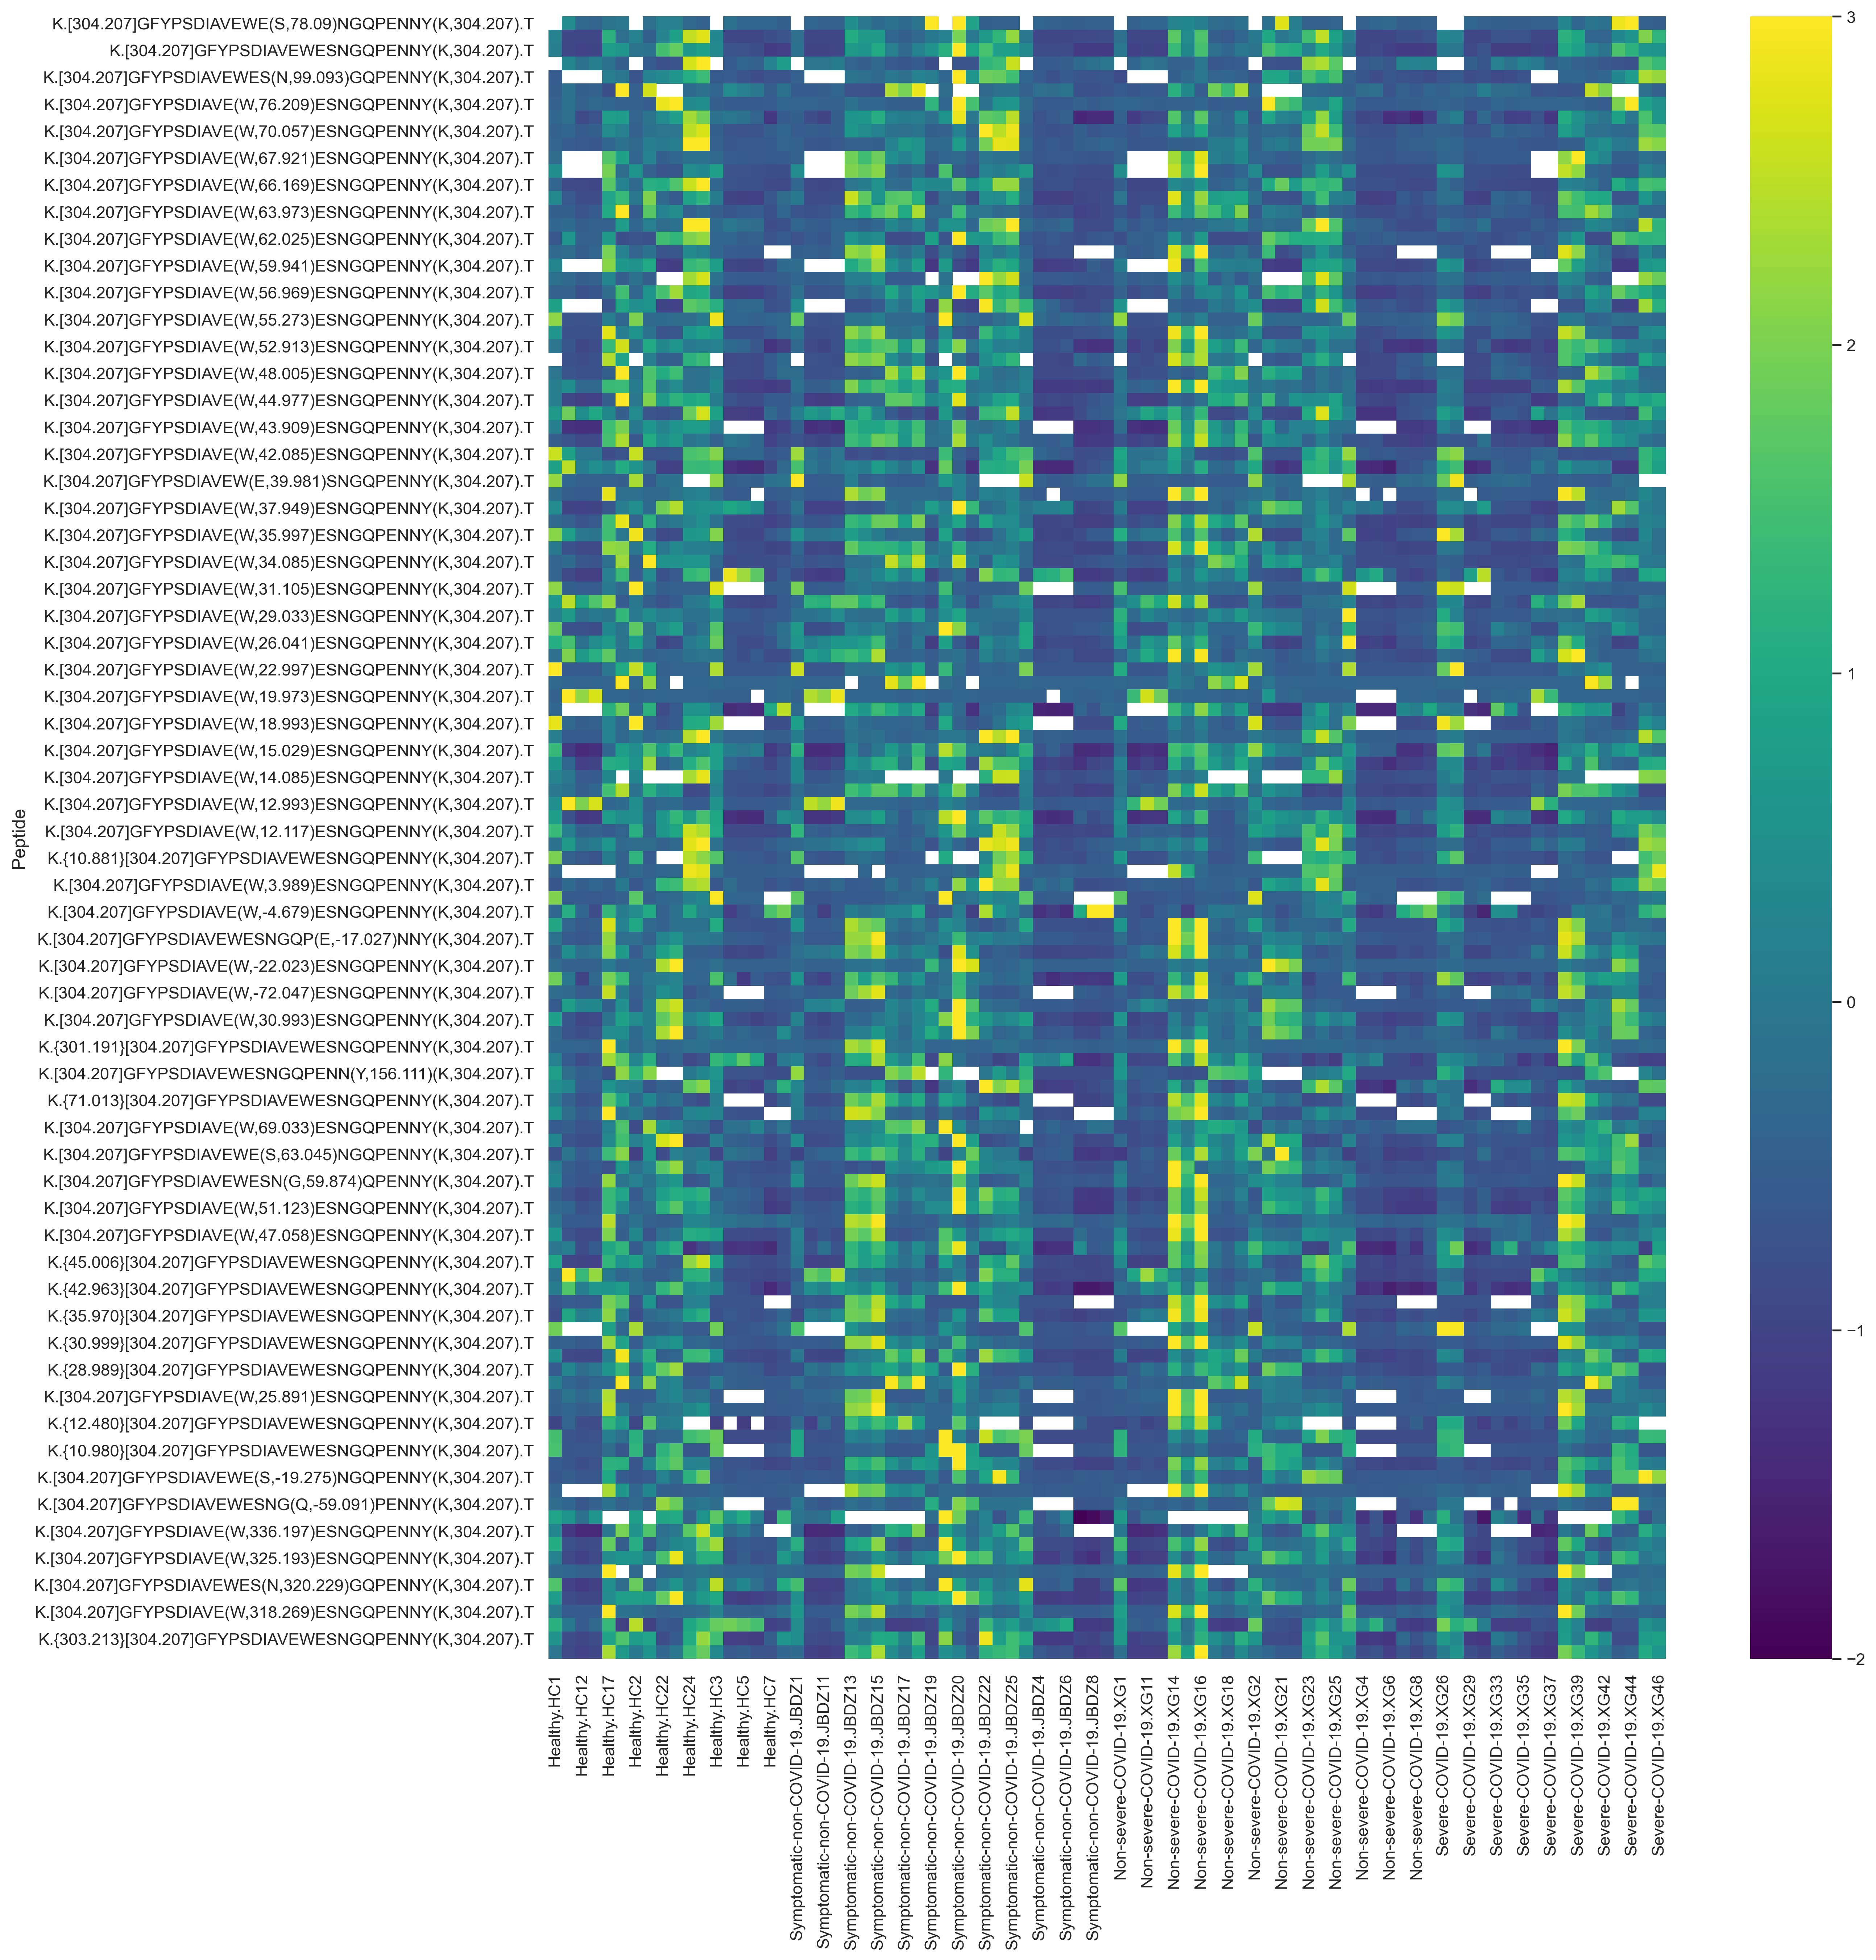 K.[304.207]GFYPSDIAVEWE(S,78.09)NGQPENNY(K,304.207).T
K.[304.207]GFYPSDIAVEWESNGQPENNY(K,304.207).T
K.[304.207]GFYPSDIAVEWES(N,99.093)GQPENNY(K,304.207).T
K.[304.207]GFYPSDIAVE(W,76.209)ESNGQPENNY(K,304.207).T
K.[304.207]GFYPSDIAVE(W,70.057)ESNGQPENNY(K,304.207).T
K.[304.207]GFYPSDIAVE(W,67.921)ESNGQPENNY(K,304.207).T
K.[304.207]GFYPSDIAVE(W,66.169)ESNGQPENNY(K,304.207).T
K.[304.207]GFYPSDIAVE(W,63.973)ESNGQPENNY(K,304.207).T
K.[304.207]GFYPSDIAVE(W,62.025)ESNGQPENNY(K,304.207).T
K.[304.207]GFYPSDIAVE(W,59.941)ESNGQPENNY(K,304.207).T
K.[304.207]GFYPSDIAVE(W,56.969)ESNGQPENNY(K,304.207).T
K.[304.207]GFYPSDIAVE(W,55.273)ESNGQPENNY(K,304.207).T
K.[304.207]GFYPSDIAVE(W,52.913)ESNGQPENNY(K,304.207).T
K.[304.207]GFYPSDIAVE(W,48.005)ESNGQPENNY(K,304.207).T
K.[304.207]GFYPSDIAVE(W,44.977)ESNGQPENNY(K,304.207).T
K.[304.207]GFYPSDIAVE(W,43.909)ESNGQPENNY(K,304.207).T
K.[304.207]GFYPSDIAVE(W,42.085)ESNGQPENNY(K,304.207).T
K.[304.207]GFYPSDIAVEW(E,39.981)SNGQPENNY(K,304.207).T
K.[304.207]GFYPSDIAVE(W,37.949)ESNGQPENNY(K,304.207).T
K.[304.207]GFYPSDIAVE(W,35.997)ESNGQPENNY(K,304.207).T
K.[304.207]GFYPSDIAVE(W,34.085)ESNGQPENNY(K,304.207).T
K.[304.207]GFYPSDIAVE(W,31.105)ESNGQPENNY(K,304.207).T
K.[304.207]GFYPSDIAVE(W,29.033)ESNGQPENNY(K,304.207).T
K.[304.207]GFYPSDIAVE(W,26.041)ESNGQPENNY(K,304.207).T
K.[304.207]GFYPSDIAVE(W,22.997)ESNGQPENNY(K,304.207).T
K.[304.207]GFYPSDIAVE(W,19.973)ESNGQPENNY(K,304.207).T
K.[304.207]GFYPSDIAVE(W,18.993)ESNGQPENNY(K,304.207).T
K.[304.207]GFYPSDIAVE(W,15.029)ESNGQPENNY(K,304.207).T
K.[304.207]GFYPSDIAVE(W,14.085)ESNGQPENNY(K,304.207).T
K.[304.207]GFYPSDIAVE(W,12.993)ESNGQPENNY(K,304.207).T
K.[304.207]GFYPSDIAVE(W,12.117)ESNGQPENNY(K,304.207).T
K.{10.881}[304.207]GFYPSDIAVEWESNGQPENNY(K,304.207).T
K.[304.207]GFYPSDIAVE(W,3.989)ESNGQPENNY(K,304.207).T
K.[304.207]GFYPSDIAVE(W,-4.679)ESNGQPENNY(K,304.207).T
K.[304.207]GFYPSDIAVEWESNGQP(E,-17.027)NNY(K,304.207).T
K.[304.207]GFYPSDIAVE(W,-22.023)ESNGQPENNY(K,304.207).T
K.[304.207]GFYPSDIAVE(W,-72.047)ESNGQPENNY(K,304.207).T
K.[304.207]GFYPSDIAVE(W,30.993)ESNGQPENNY(K,304.207).T
K.{301.191}[304.207]GFYPSDIAVEWESNGQPENNY(K,304.207).T
K.[304.207]GFYPSDIAVEWESNGQPENN(Y,156.111)(K,304.207).T
K.{71.013}[304.207]GFYPSDIAVEWESNGQPENNY(K,304.207).T
K.[304.207]GFYPSDIAVE(W,69.033)ESNGQPENNY(K,304.207).T
K.[304.207]GFYPSDIAVEWE(S,63.045)NGQPENNY(K,304.207).T
K.[304.207]GFYPSDIAVEWESN(G,59.874)QPENNY(K,304.207).T
K.[304.207]GFYPSDIAVE(W,51.123)ESNGQPENNY(K,304.207).T
K.[304.207]GFYPSDIAVE(W,47.058)ESNGQPENNY(K,304.207).T
K.{45.006}[304.207]GFYPSDIAVEWESNGQPENNY(K,304.207).T
K.{42.963}[304.207]GFYPSDIAVEWESNGQPENNY(K,304.207).T
K.{35.970}[304.207]GFYPSDIAVEWESNGQPENNY(K,304.207).T
K.{30.999}[304.207]GFYPSDIAVEWESNGQPENNY(K,304.207).T
K.{28.989}[304.207]GFYPSDIAVEWESNGQPENNY(K,304.207).T
K.[304.207]GFYPSDIAVE(W,25.891)ESNGQPENNY(K,304.207).T
K.{12.480}[304.207]GFYPSDIAVEWESNGQPENNY(K,304.207).T
K.{10.980}[304.207]GFYPSDIAVEWESNGQPENNY(K,304.207).T
K.[304.207]GFYPSDIAVEWE(S,-19.275)NGQPENNY(K,304.207).T
K.[304.207]GFYPSDIAVEWESNG(Q,-59.091)PENNY(K,304.207).T
K.[304.207]GFYPSDIAVE(W,336.197)ESNGQPENNY(K,304.207).T
K.[304.207]GFYPSDIAVE(W,325.193)ESNGQPENNY(K,304.207).T
K.[304.207]GFYPSDIAVEWES(N,320.229)GQPENNY(K,304.207).T
K.[304.207]GFYPSDIAVE(W,318.269)ESNGQPENNY(K,304.207).T
K.{303.213}[304.207]GFYPSDIAVEWESNGQPENNY(K,304.207).T
Peptide
Healthy.HC1
Healthy.HC12
Healthy.HC17
Healthy.HC2
Healthy.HC22
Healthy.HC24
Healthy.HC3
Healthy.HC5
Healthy.HC7
Symptomatic-non-COVID-19.JBDZ1
Symptomatic-non-COVID-19.JBDZ11
Symptomatic-non-COVID-19.JBDZ13
Symptomatic-non-COVID-19.JBDZ15
Symptomatic-non-COVID-19.JBDZ17
Symptomatic-non-COVID-19.JBDZ19
Symptomatic-non-COVID-19.JBDZ20
Symptomatic-non-COVID-19.JBDZ22
Symptomatic-non-COVID-19.JBDZ25
Symptomatic-non-COVID-19.JBDZ4
Symptomatic-non-COVID-19.JBDZ6
Symptomatic-non-COVID-19.JBDZ8
Non-severe-COVID-19.XG1
Non-severe-COVID-19.XG11
Non-severe-COVID-19.XG14
Non-severe-COVID-19.XG16
Non-severe-COVID-19.XG18
Non-severe-COVID-19.XG2
Non-severe-COVID-19.XG21
Non-severe-COVID-19.XG23
Non-severe-COVID-19.XG25
Non-severe-COVID-19.XG4
Non-severe-COVID-19.XG6
Non-severe-COVID-19.XG8
Severe-COVID-19.XG26
Severe-COVID-19.XG29
Severe-COVID-19.XG33
Severe-COVID-19.XG35
Severe-COVID-19.XG37
Severe-COVID-19.XG39
Severe-COVID-19.XG42
Severe-COVID-19.XG44
Severe-COVID-19.XG46
3
2
1
0
−1
−2